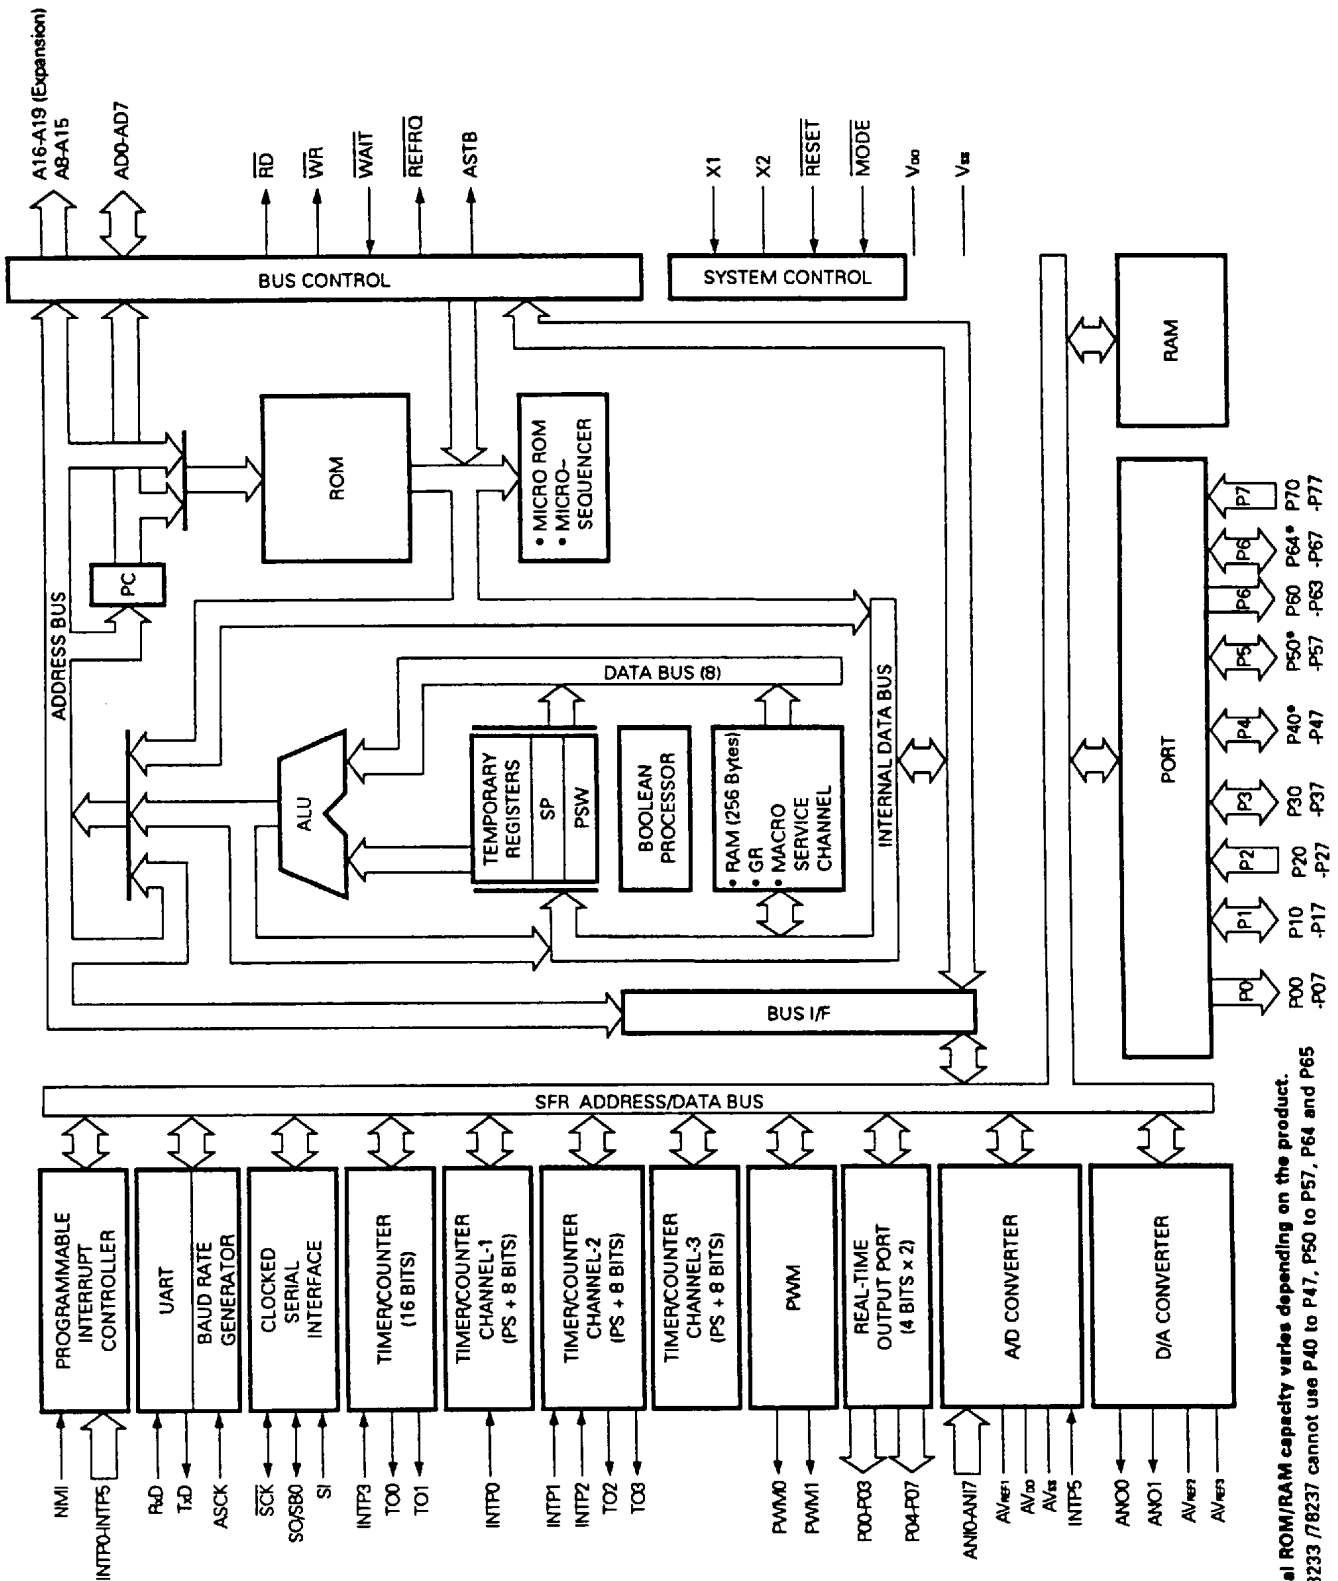 A16-A19 (Expansion)
A8-A15
AD0-AD7
RD
WR
WAIT
REFRQ
ASTB
X1
X2
RESET
MODE
VDD
VSS
BUS CONTROL
SYSTEM CONTROL
ADDRESS BUS
PC
ROM
• MICRO ROM
• MICRO-
SEQUENCER
RAM
ALU
DATA BUS (8)
TEMPORARY
REGISTERS
SP
PSW
BOOLEAN
PROCESSOR
• RAM (256 Bytes)
• GR
• MACRO
SERVICE
CHANNEL
INTERNAL DATA BUS
BUS I/F
PORT
P0
P1
P2
P3
P4
P5
P6
P6
P7
P00
-P07
P10
-P17
P20
-P27
P30
-P37
P40*
-P47
P50*
-P57
P60
-P63
P64*
-P67
P70
-P77
SFR ADDRESS/DATA BUS
PROGRAMMABLE
INTERRUPT
CONTROLLER
UART
BAUD RATE
GENERATOR
CLOCKED
SERIAL
INTERFACE
TIMER/COUNTER
(16 BITS)
TIMER/COUNTER
CHANNEL-1
(PS + 8 BITS)
TIMER/COUNTER
CHANNEL-2
(PS + 8 BITS)
TIMER/COUNTER
CHANNEL-3
(PS + 8 BITS)
PWM
REAL-TIME
OUTPUT PORT
(4 BITS x 2)
A/D CONVERTER
D/A CONVERTER
NMI
INTP0-INTP5
RxD
TxD
ASCK
SCK
SO/SB0
SI
INTP3
TO0
TO1
INTP0
INTP1
INTP2
TO2
TO3
PWM0
PWM1
P00-P03
P04-P07
ANI0-ANI7
AVREF1
AVDD
AVSS
INTP5
ANO0
ANO1
AVREF2
AVREF3
al ROM/RAM capacity varies depending on the product.
3233 /78237 cannot use P40 to P47, P50 to P57, P64 and P65